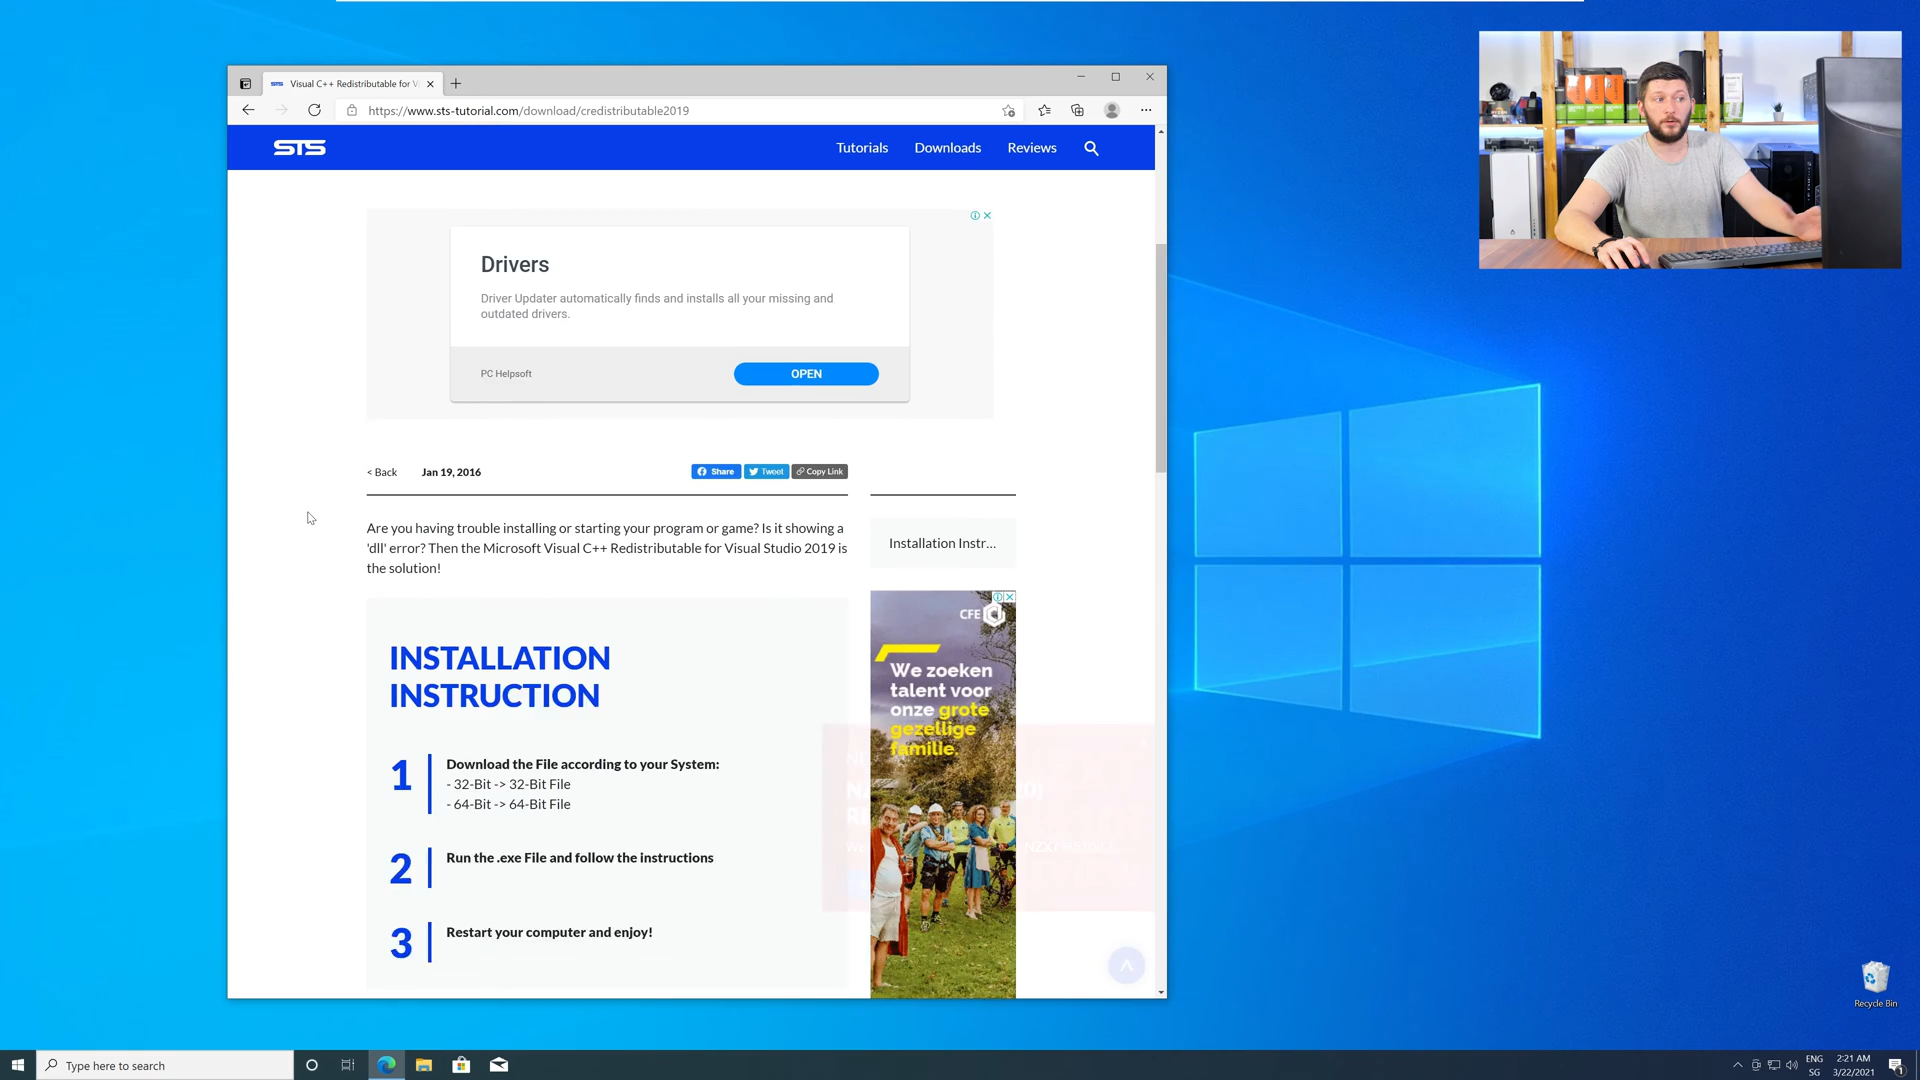 Visual C++ Redistributable for V
https://www.sts-tutorial.com/download/credistributable2019
STS
Tutorials
Downloads
Reviews
Drivers
Driver Updater automatically finds and installs all your missing and
outdated drivers.
PC Helpsoft
OPEN
< Back
Jan 19, 2016
Share
Tweet
Copy Link
Are you having trouble installing or starting your program or game? Is it showing a
'dll' error? Then the Microsoft Visual C++ Redistributable for Visual Studio 2019 is
the solution!
Installation Instr...
INSTALLATION
INSTRUCTION
1
Download the File according to your System:
- 32-Bit -> 32-Bit File
- 64-Bit -> 64-Bit File
2
Run the .exe File and follow the instructions
3
Restart your computer and enjoy!
CFE
We zoeken
talent voor
onze grote
gezellige
familie.
Recycle Bin
Type here to search
ENG
SG
2:21 AM
3/22/2021
1